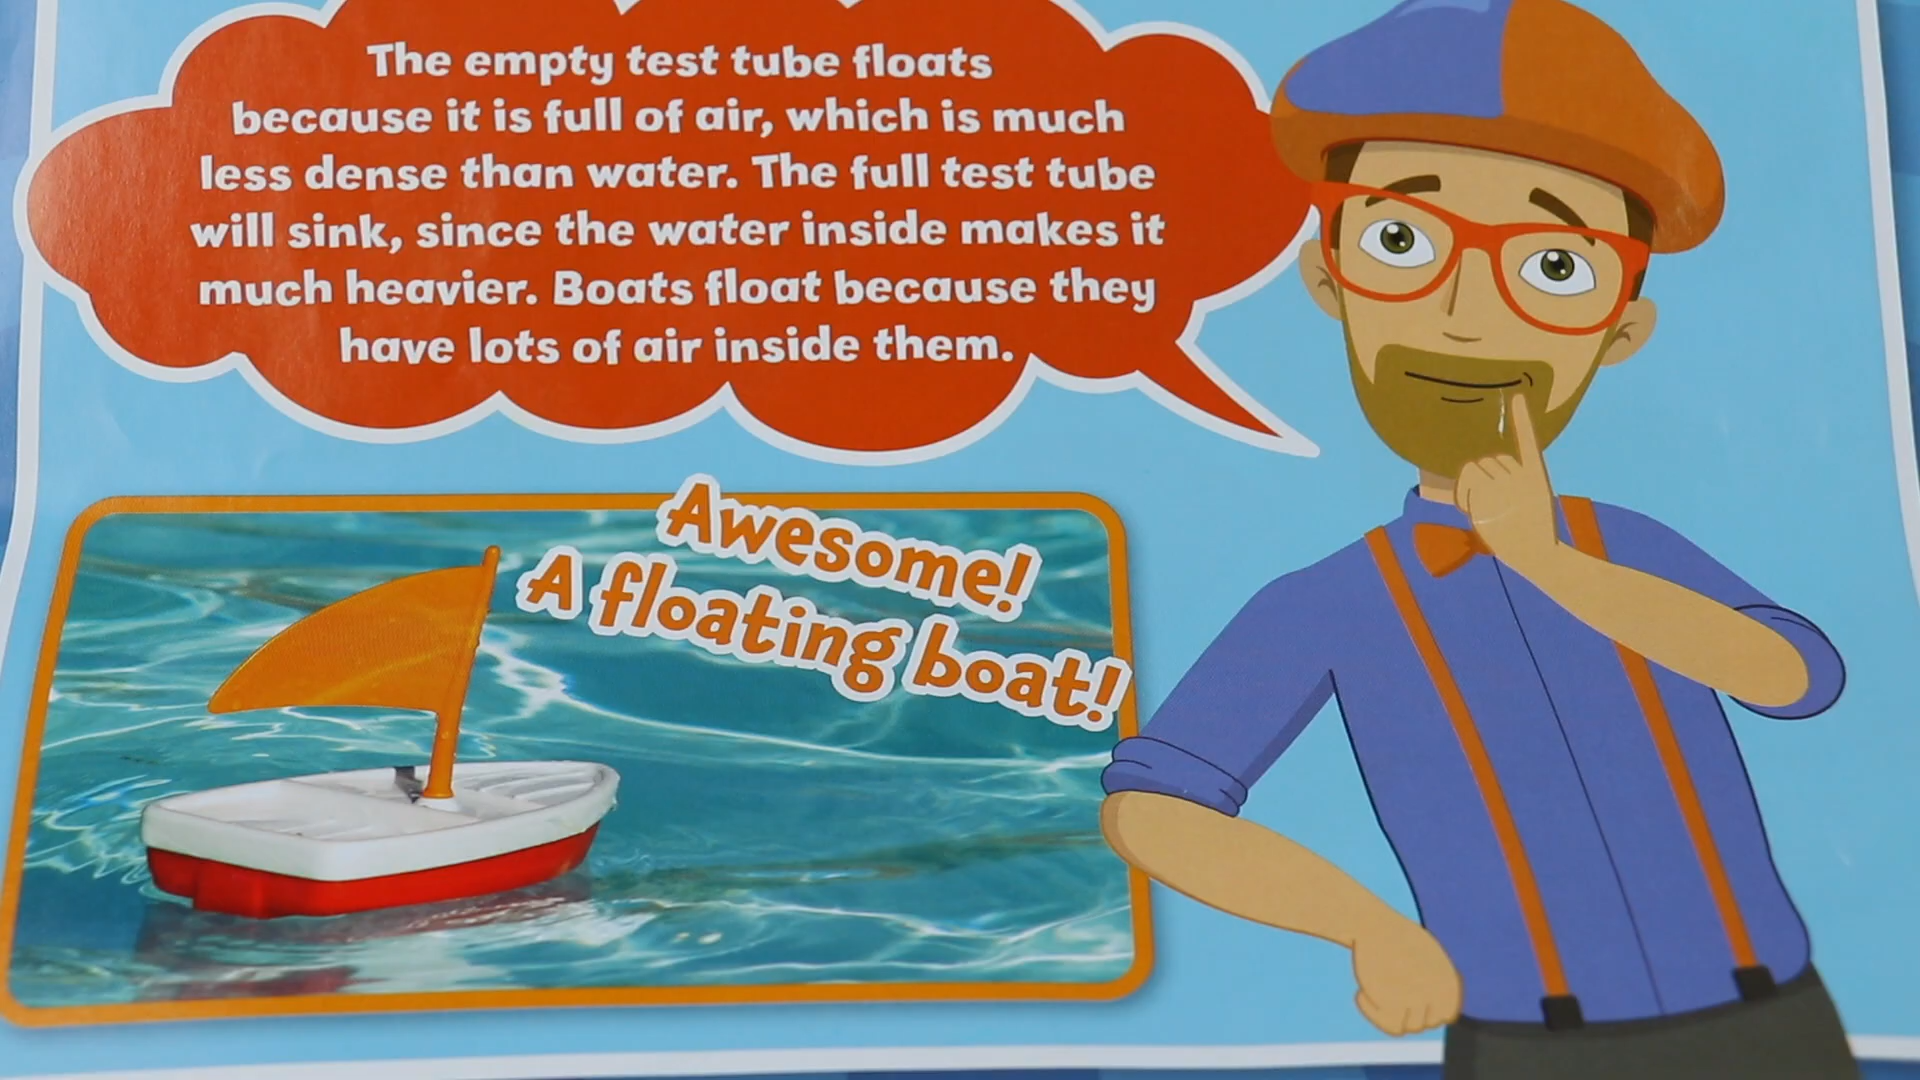 The empty test tube floats
because it is full of air, which is much
less dense than water. The full test tube
will sink, since the water inside makes it
much heavier. Boats float because they
have lots of air inside them.
Awesome!
A floating boat!